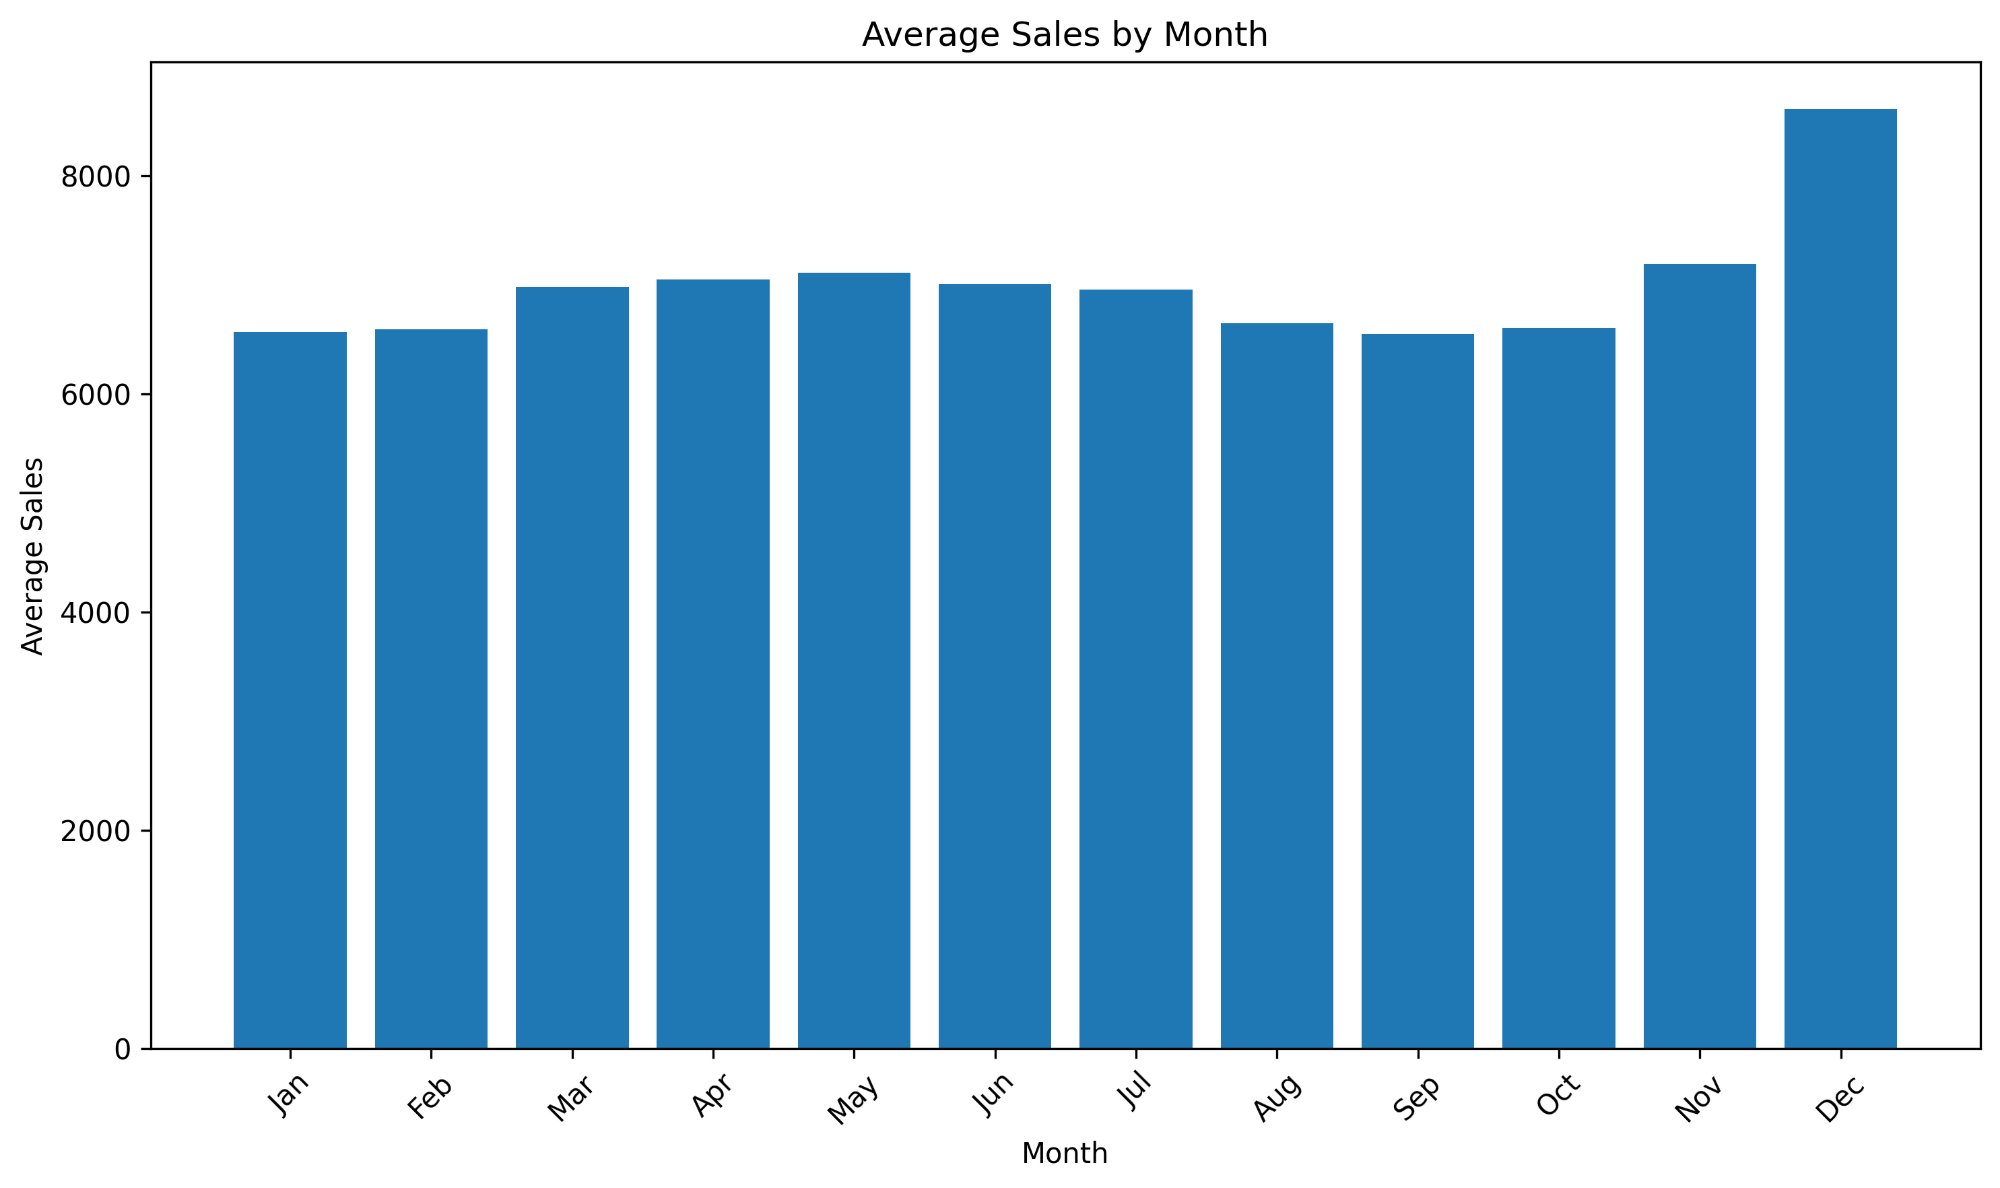 Average Sales by Month
Average Sales
8000
6000
4000
2000
0
Jan
Feb
Mar
Apr
May
Jun
Jul
Aug
Sep
Oct
Nov
Dec
Month